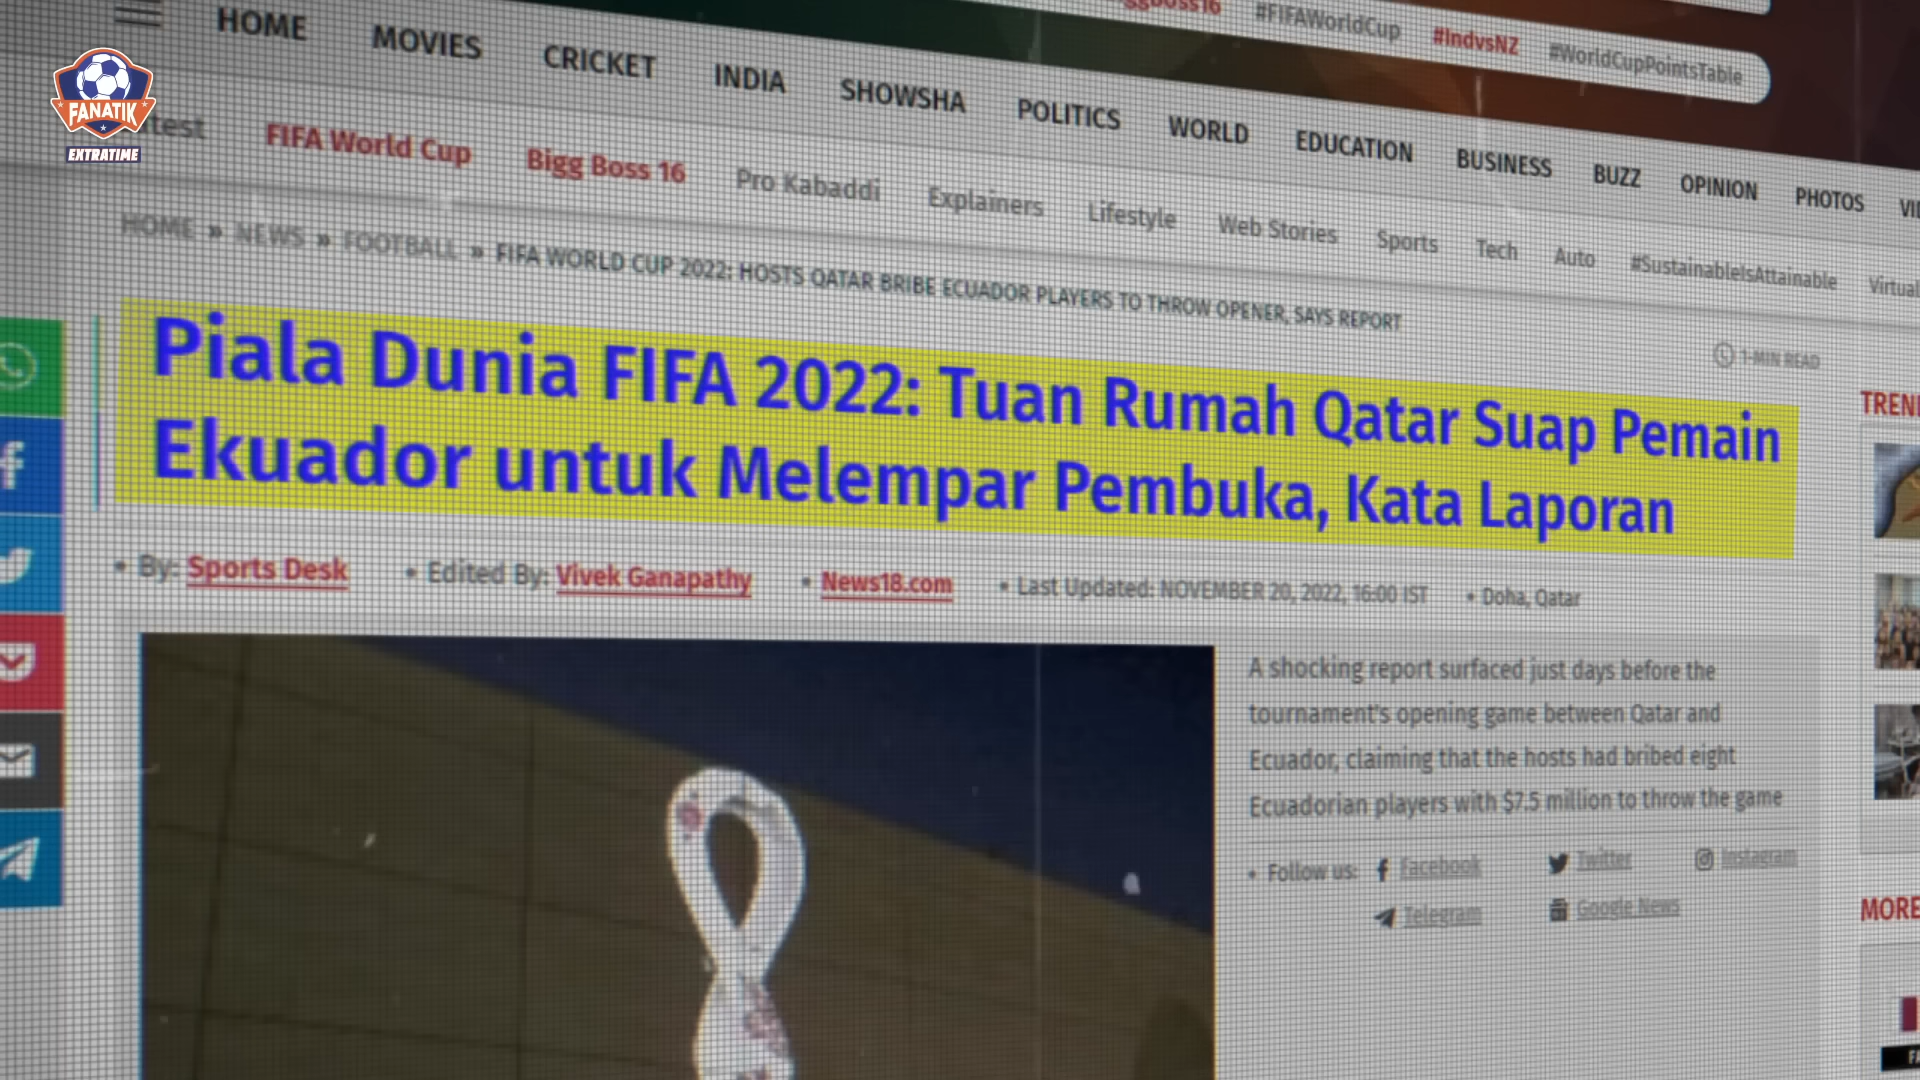 #FIFAWorldCup #IndvsNZ #WorldCupPointsTable
HOME MOVIES CRICKET INDIA SHOWSHA POLITICS WORLD EDUCATION BUSINESS BUZZ OPINION PHOTOS
FANATIK
EXTRATIME
FIFA World Cup Bigg Boss 16 Pro Kabaddi Explainers Lifestyle Web Stories Sports Tech Auto #SustainableIsAttainable Virtual
HOME » NEWS » FOOTBALL » FIFA WORLD CUP 2022: HOSTS QATAR BRIBE ECUADOR PLAYERS TO THROW OPENER, SAYS REPORT
1-MIN READ
Piala Dunia FIFA 2022: Tuan Rumah Qatar Suap Pemain
Ekuador untuk Melempar Pembuka, Kata Laporan
• By: Sports Desk • Edited By: Vivek Ganapathy • News18.com • Last Updated: NOVEMBER 20, 2022, 16:00 IST • Doha, Qatar
A shocking report surfaced just days before the
tournament's opening game between Qatar and
Ecuador, claiming that the hosts had bribed eight
Ecuadorian players with $7.5 million to throw the game
• Follow us: Facebook Twitter Instagram
Telegram Google News
MORE